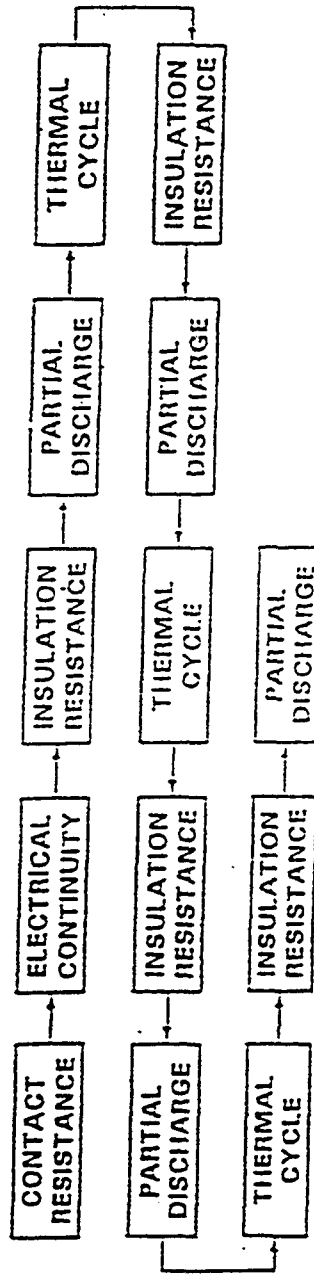 CONTACT
RESISTANCE
ELECTRICAL
CONTINUITY
INSULATION
RESISTANCE
PARTIAL
DISCHARGE
THERMAL
CYCLE
INSULATION
RESISTANCE
PARTIAL
DISCHARGE
THERMAL
CYCLE
INSULATION
RESISTANCE
PARTIAL
DISCHARGE
THERMAL
CYCLE
INSULATION
RESISTANCE
PARTIAL
DISCHARGE